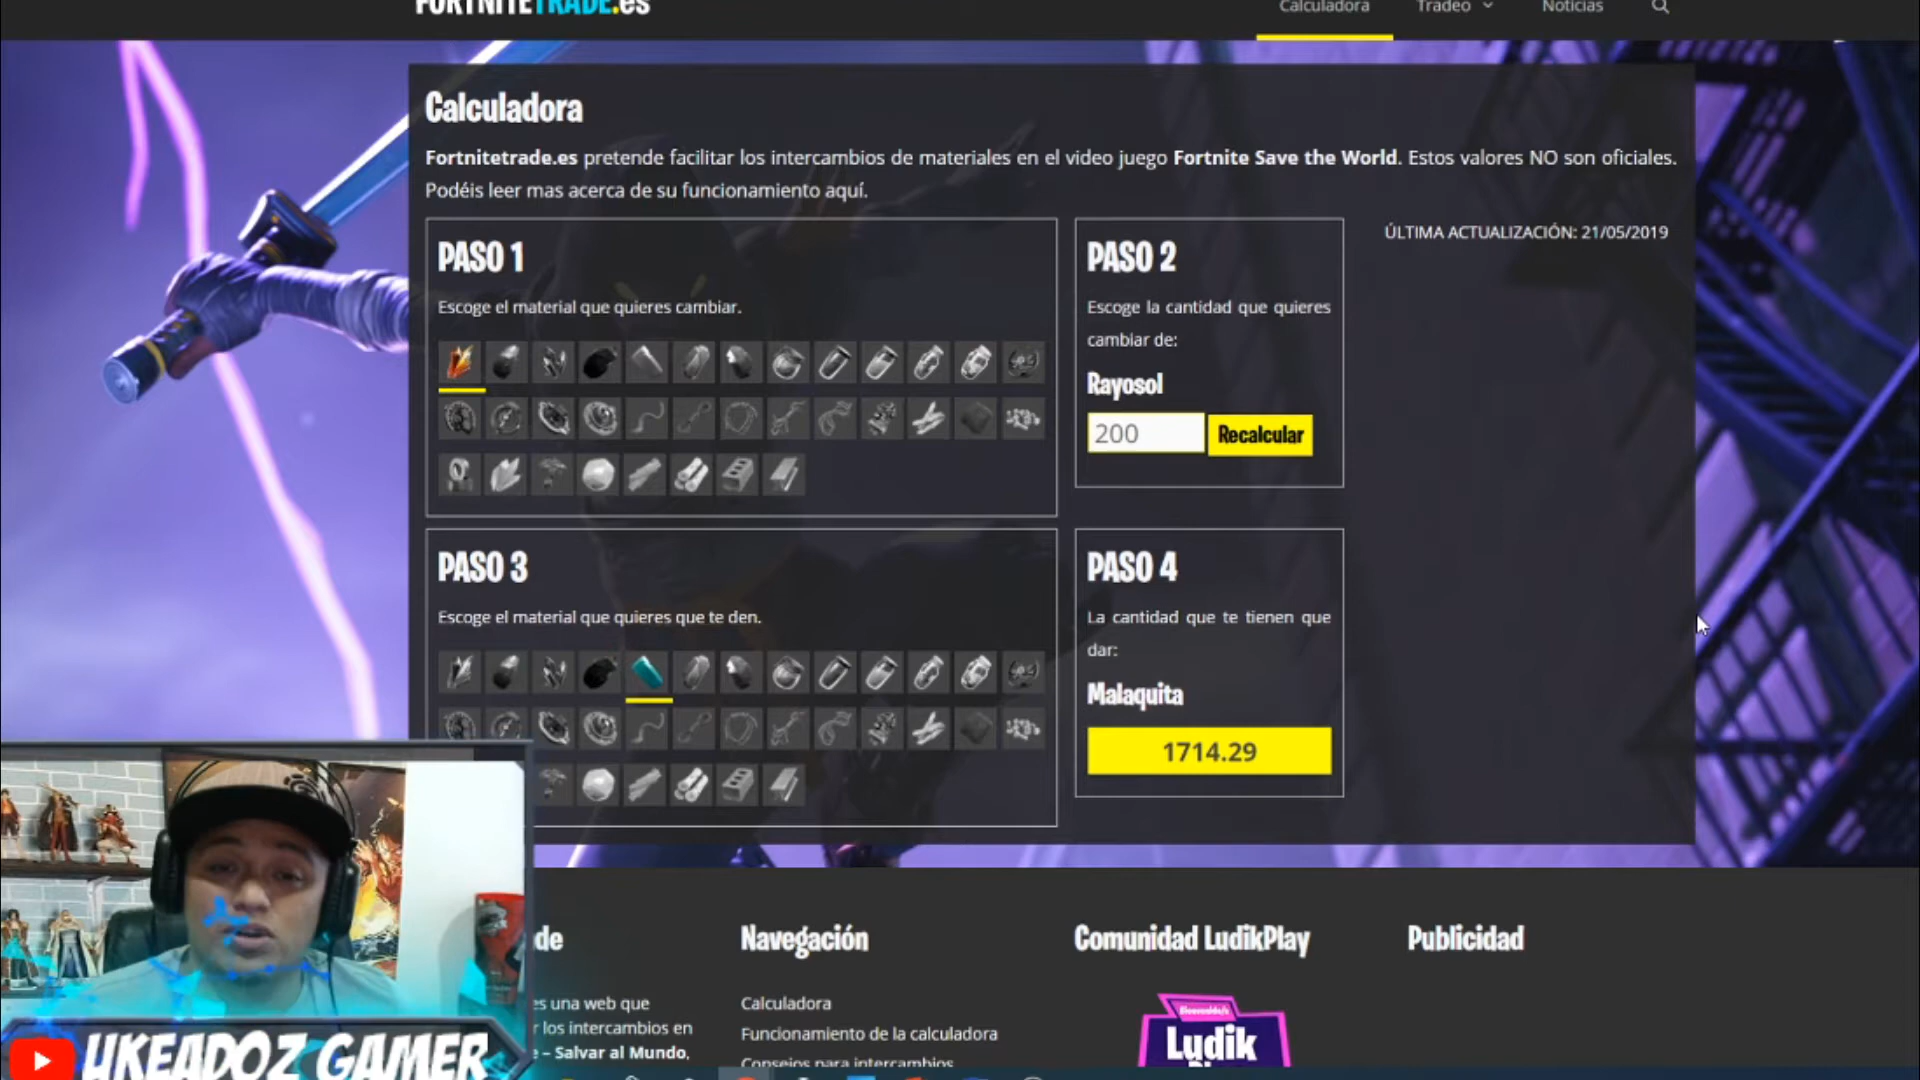 FORTNITETRADE.es
Calculadora
Tradeo
Noticias
Calculadora
Fortnitetrade.es pretende facilitar los intercambios de materiales en el video juego Fortnite Save the World. Estos valores NO son oficiales.
Podéis leer mas acerca de su funcionamiento aquí.
PASO 1
Escoge el material que quieres cambiar.
PASO 2
Escoge la cantidad que quieres
cambiar de:
Rayosol
200
Recalcular
ÚLTIMA ACTUALIZACIÓN: 21/05/2019
PASO 3
Escoge el material que quieres que te den.
PASO 4
La cantidad que te tienen que
dar:
Malaquita
1714.29
de
es una web que
r los intercambios en
e – Salvar al Mundo,
Navegación
Calculadora
Funcionamiento de la calculadora
Consejos para intercambios
Comunidad LudikPlay
Ludik
Publicidad
UKEADOZ GAMER